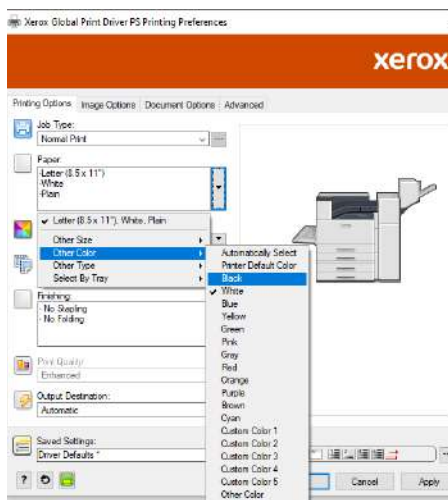 Xerox Global Print Driver PS Printing Preferences
xerox
Printing Options Image Options Document Options Advanced
Job Type:
Normal Print
Paper:
-Letter (8.5 x 11")
-White
-Plain
Letter (8.5 x 11"), White, Plain
Other Size
Other Color
Other Type
Select By Tray
Automatically Select
Printer Default Color
Black
White
Blue
Yellow
Green
Pink
Gray
Red
Orange
Purple
Brown
Cyan
Custom Color 1
Custom Color 2
Custom Color 3
Custom Color 4
Custom Color 5
Other Color
Finishing:
- No Stapling
- No Folding
Print Quality:
Enhanced
Output Destination:
Automatic
Saved Settings:
Driver Defaults *
?
Cancel Apply